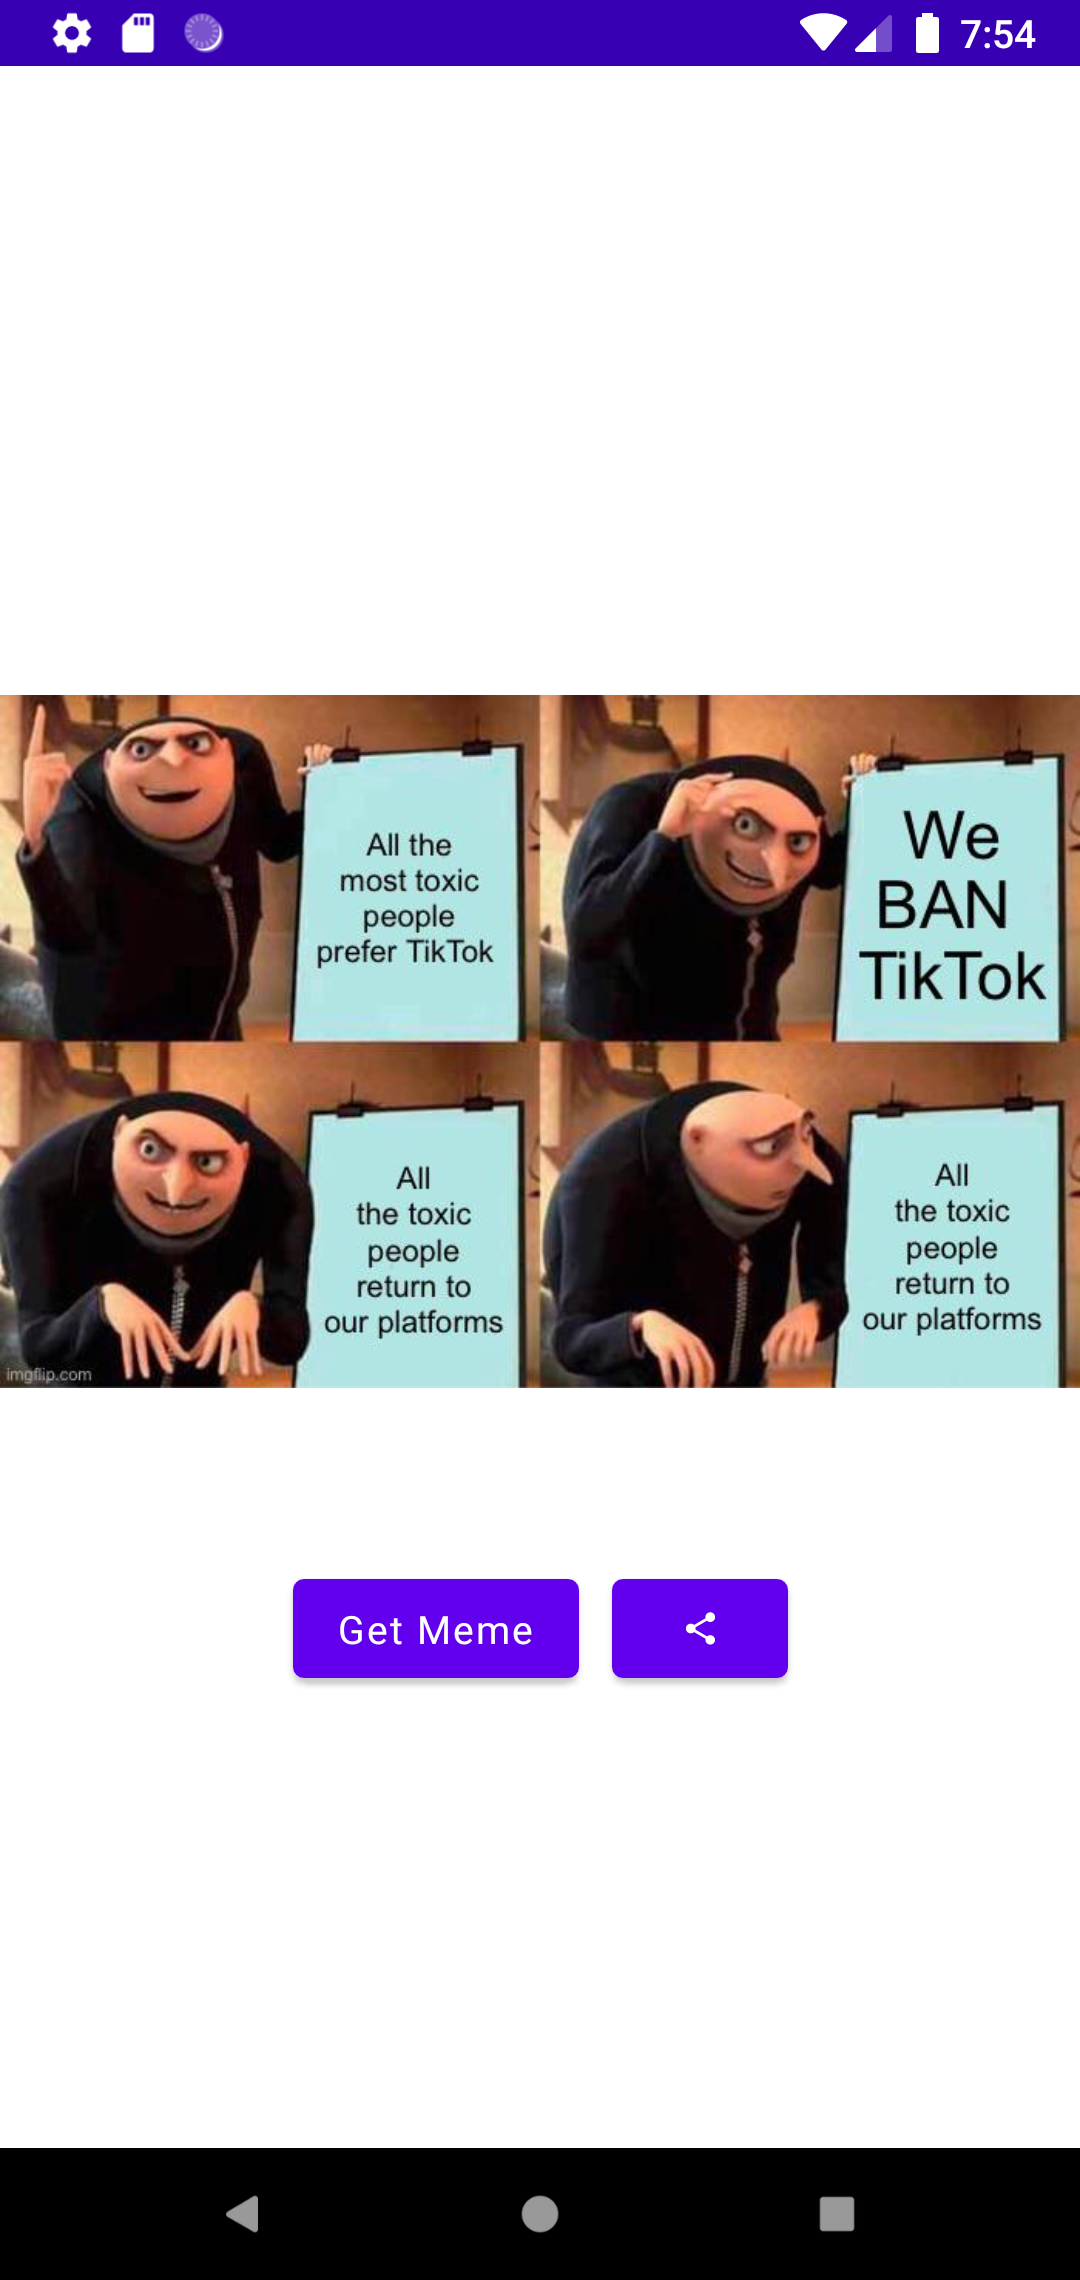 7:54
All the
most toxic
people
prefer TikTok
We
BAN
TikTok
All
the toxic
people
return to
our platforms
All
the toxic
people
return to
our platforms
imgflip.com
Get Meme